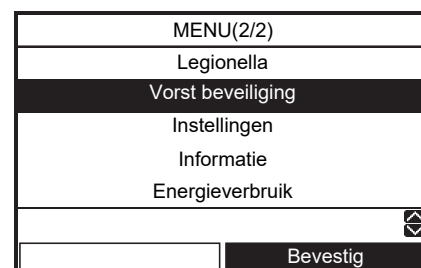 MENU(2/2)
Legionella
Vorst beveiliging
Instellingen
Informatie
Energieverbruik
Bevestig